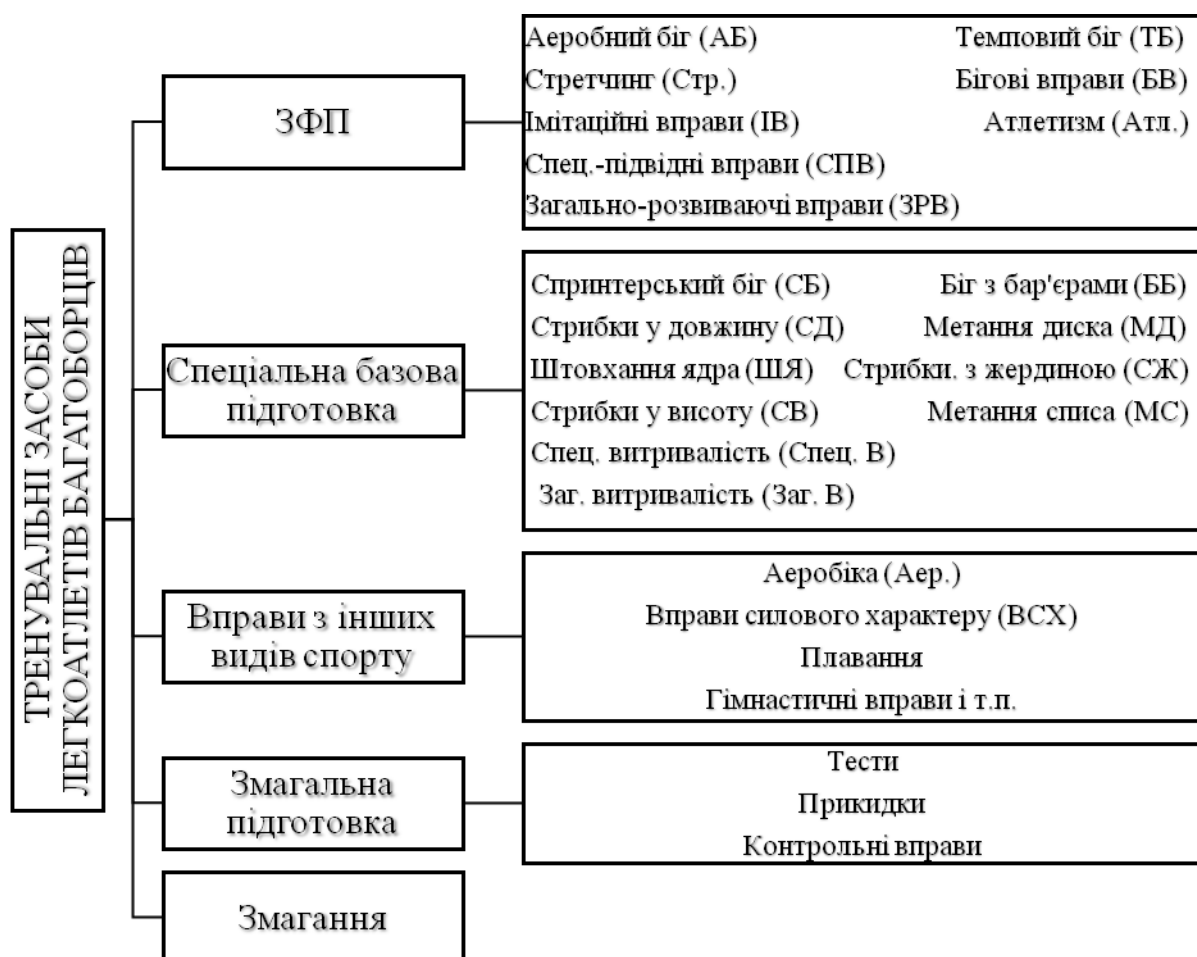 ТРЕНУВАЛЬНІ ЗАСОБИ
ЛЕГКОАТЛЕТІВ БАГАТОБОРЦІВ
ЗФП
Аеробний біг (АБ) Темповий біг (ТБ)
Стретчинг (Стр.) Бігові вправи (БВ)
Імітаційні вправи (ІВ) Атлетизм (Атл.)
Спец.-підвідні вправи (СПВ)
Загально-розвиваючі вправи (ЗРВ)
Спеціальна базова
підготовка
Спринтерський біг (СБ) Біг з бар'єрами (ББ)
Стрибки у довжину (СД) Метання диска (МД)
Штовхання ядра (ШЯ) Стрибки. з жердиною (СЖ)
Стрибки у висоту (СВ) Метання списа (МС)
Спец. витривалість (Спец. В)
Заг. витривалість (Заг. В)
Вправи з інших
видів спорту
Аеробіка (Аер.)
Вправи силового характеру (ВСХ)
Плавання
Гімнастичні вправи і т.п.
Змагальна
підготовка
Тести
Прикидки
Контрольні вправи
Змагання